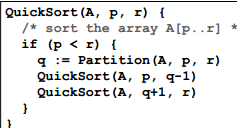 QuickSort(A, p, r) {
/* sort the array A[p..r] *
if (p < r) {
q := Partition(A, p, r)
QuickSort(A, p, q-1)
QuickSort(A, q+1, r)
}
}